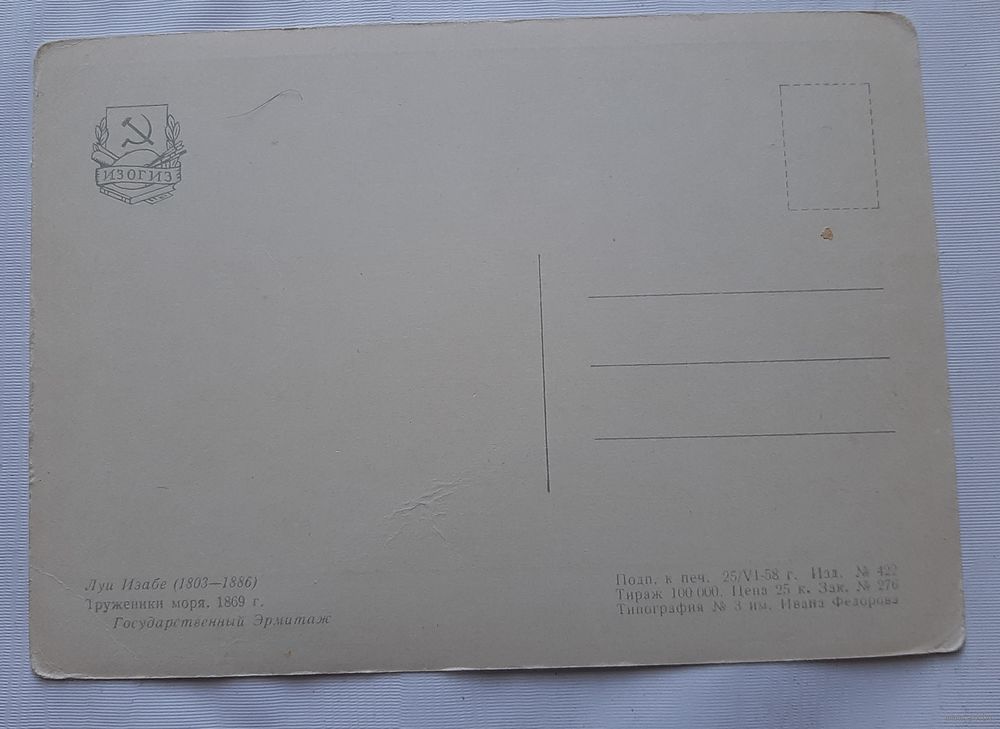 ИЗОГИЗ
Луи Изабе (1803—1886)
Труженики моря. 1869 г.
Государственный Эрмитаж
Подп. к печ. 25/VI-58 г. Изд. № 422
Тираж 100 000. Цена 25 к. Зак. № 276
Типография № 3 им. Ивана Федорова